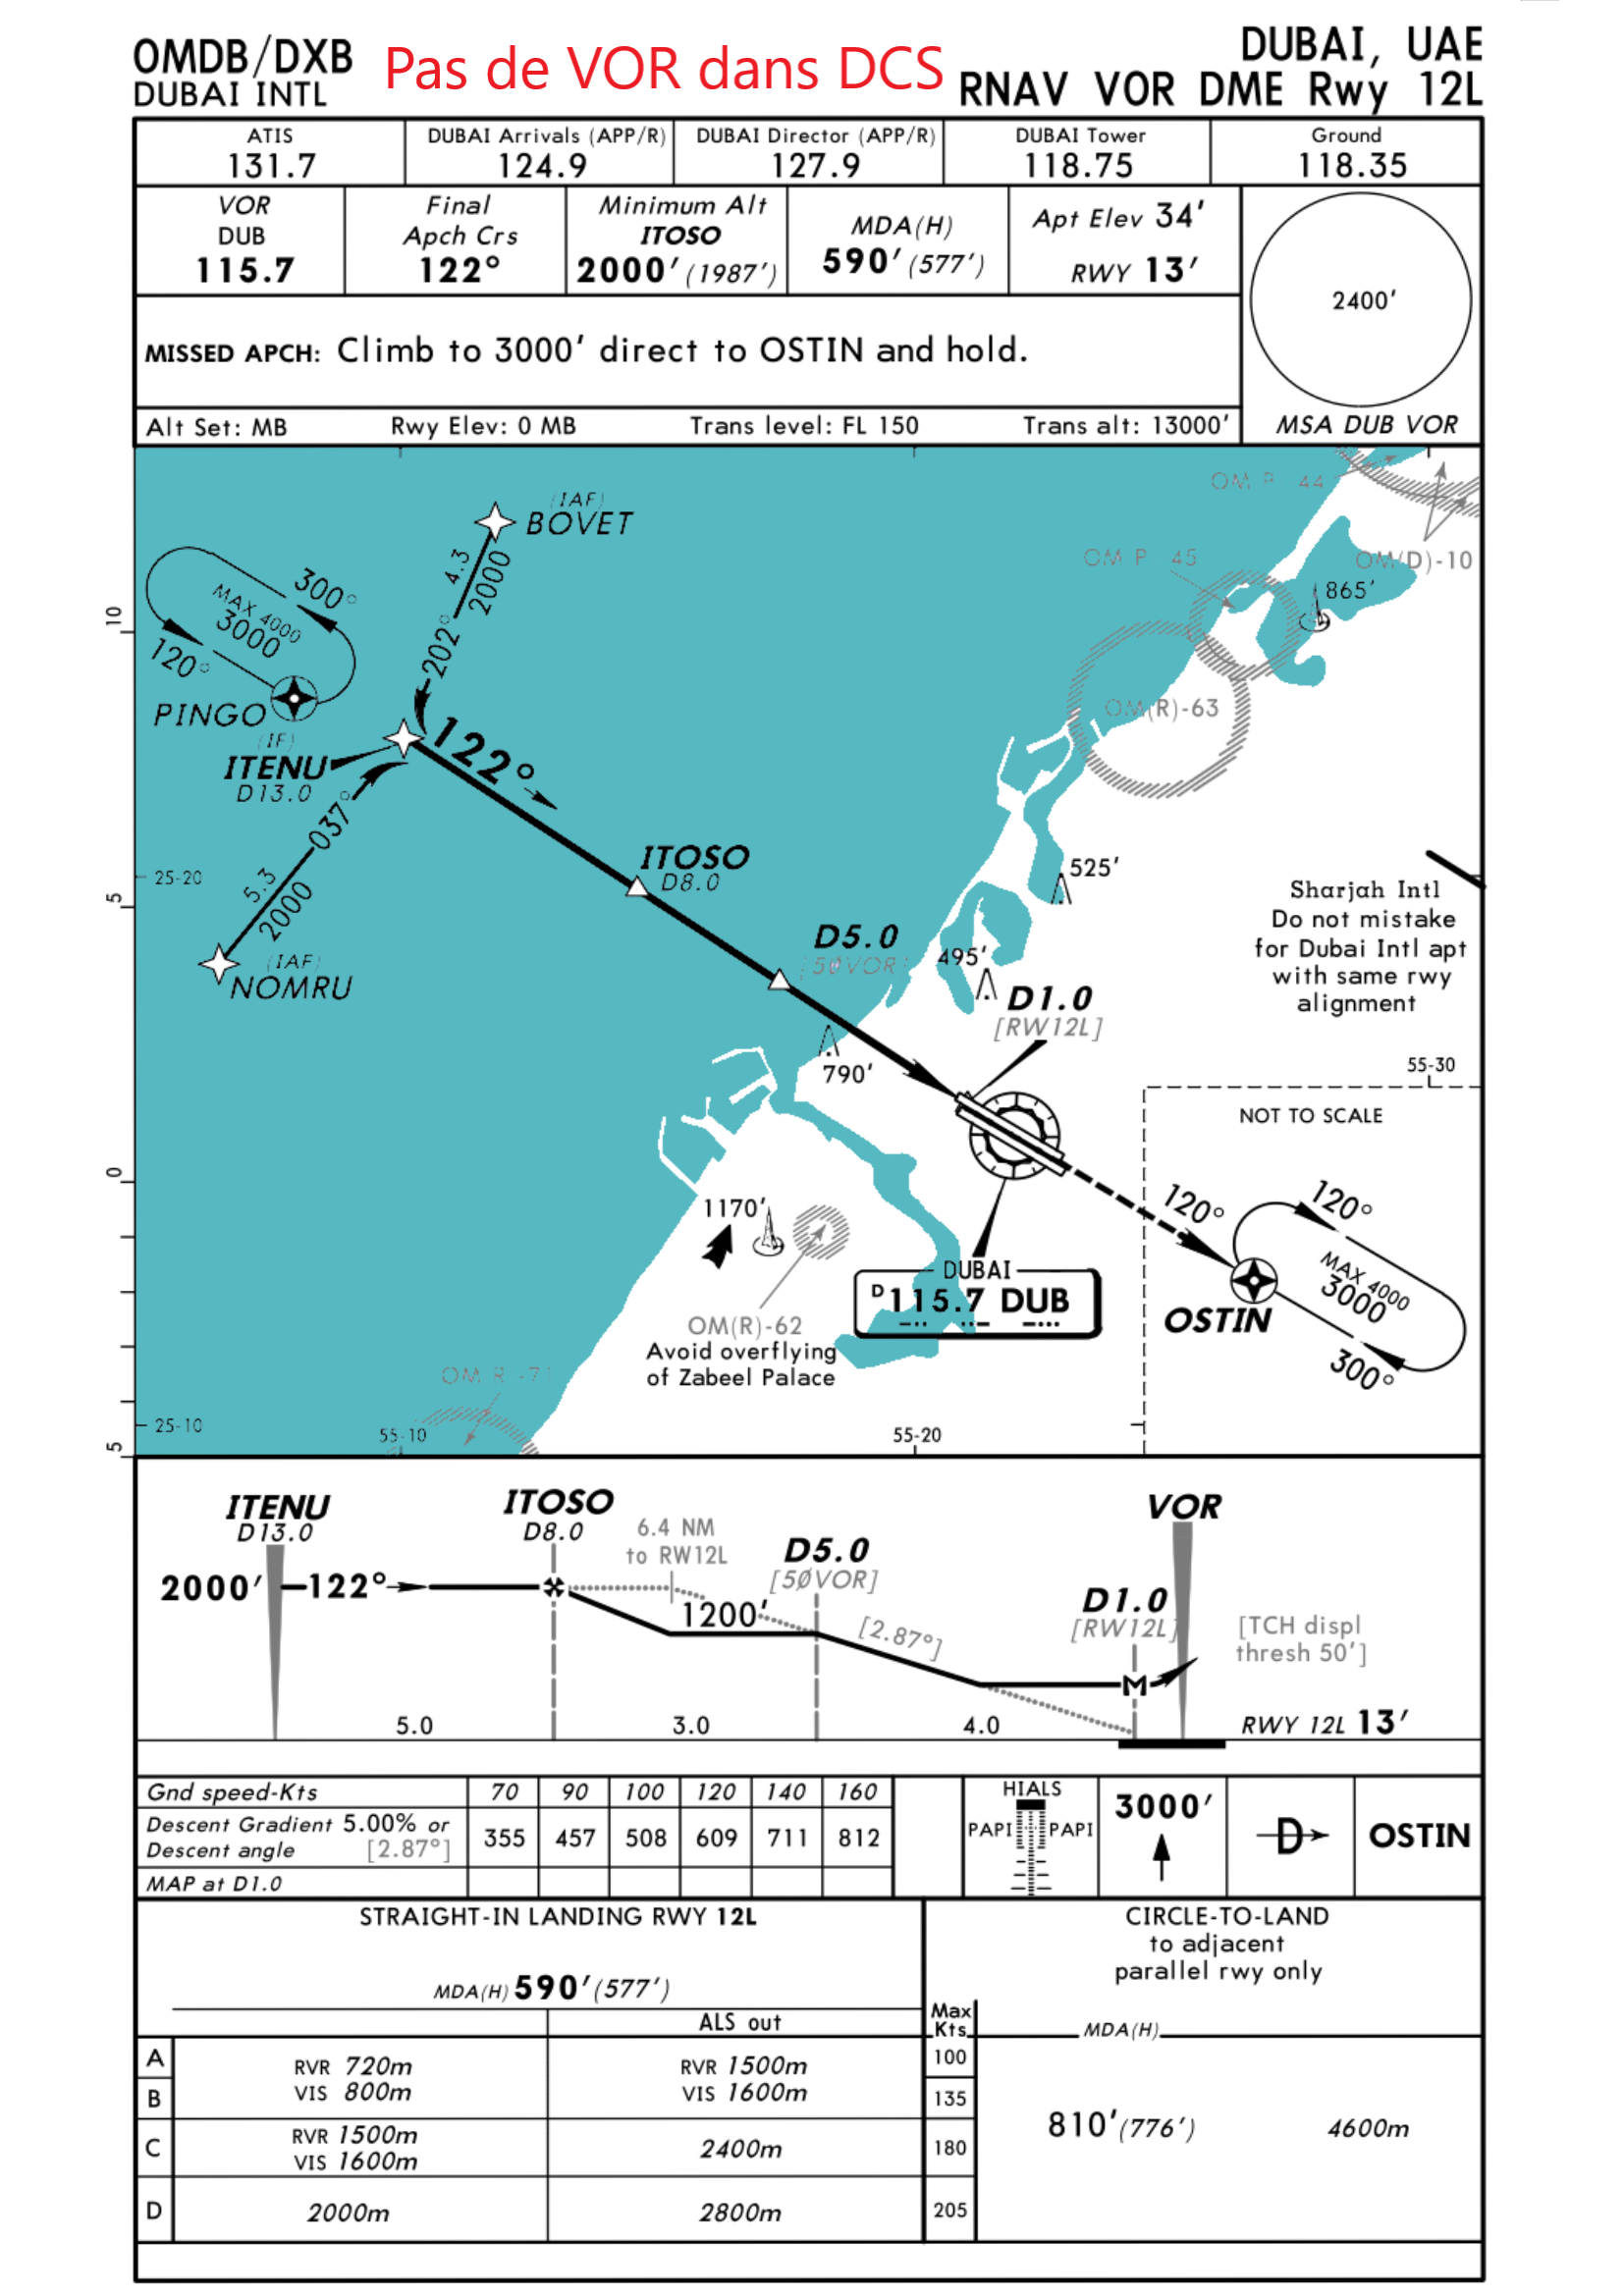 OMDB/DXB
DUBAI INTL
Pas de VOR dans DCS
DUBAI, UAE
RNAV VOR DME Rwy 12L
ATIS
131.7
DUBAI Arrivals (APP/R)
124.9
DUBAI Director (APP/R)
127.9
DUBAI Tower
118.75
Ground
118.35
VOR
DUB
115.7
Final
Apch Crs
122°
Minimum Alt
ITOSO
2000′ (1987′)
MDA(H)
590′ (577′)
Apt Elev 34′
RWY 13′
2400′
MSA DUB VOR
MISSED APCH: Climb to 3000′ direct to OSTIN and hold.
Alt Set: MB
Rwy Elev: 0 MB
Trans level: FL 150
Trans alt: 13000′
(IAF)
BOVET
4.3
2000
202°
300°
MAX 4000
3000
120°
PINGO
(IF)
ITENU
D13.0
122°
037°
5.3
2000
(IAF)
NOMRU
ITOSO
D8.0
D5.0
[5ØVOR]
OM P 44
OM(D)-10
OM P 45
865′
OM(R)-63
525′
495′
D1.0
[RW12L]
790′
Sharjah Intl
Do not mistake
for Dubai Intl apt
with same rwy
alignment
55-30
NOT TO SCALE
120°
120°
MAX 4000
3000
300°
OSTIN
DUBAI
D 115.7 DUB
1170′
OM(R)-62
Avoid overflying
of Zabeel Palace
OM R -71
10
5
0
5
25-20
25-10
55-10
55-20
ITENU
D13.0
2000′
122°
ITOSO
D8.0
6.4 NM
to RW12L
1200′
D5.0
[5ØVOR]
[2.87°]
D1.0
[RW12L]
M
VOR
[TCH displ
thresh 50′]
5.0
3.0
4.0
RWY 12L 13′
Gnd speed-Kts 70 90 100 120 140 160
Descent Gradient 5.00% or
Descent angle [2.87°] 355 457 508 609 711 812
MAP at D1.0
HIALS
PAPI PAPI
3000′
D
OSTIN
STRAIGHT-IN LANDING RWY 12L
MDA(H) 590′ (577′)
ALS out
A
B
RVR 720m
VIS 800m
RVR 1500m
VIS 1600m
C
RVR 1500m
VIS 1600m
2400m
D
2000m
2800m
CIRCLE-TO-LAND
to adjacent
parallel rwy only
Max
Kts
MDA(H)
100
135
180
205
810′ (776′)
4600m